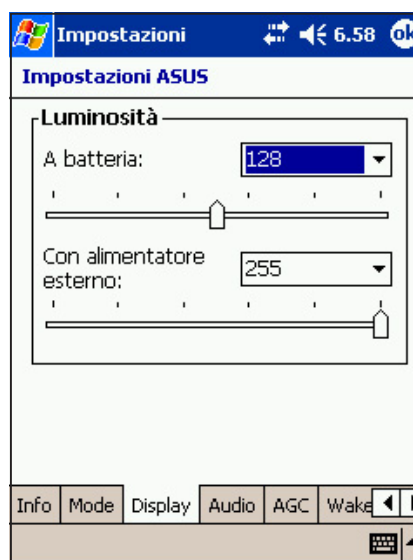 Impostazioni 6.58 ok
Impostazioni ASUS
Luminosità
A batteria: 128
Con alimentatore
esterno: 255
Info Mode Display Audio AGC Wake